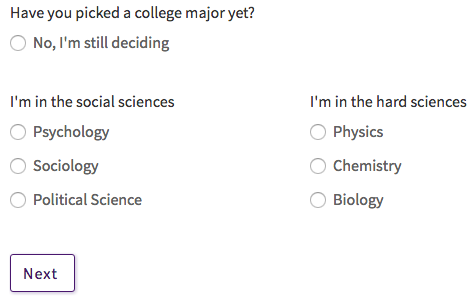 Have you picked a college major yet?
No, I'm still deciding
I'm in the social sciences
Psychology
Sociology
Political Science
I'm in the hard sciences
Physics
Chemistry
Biology
Next